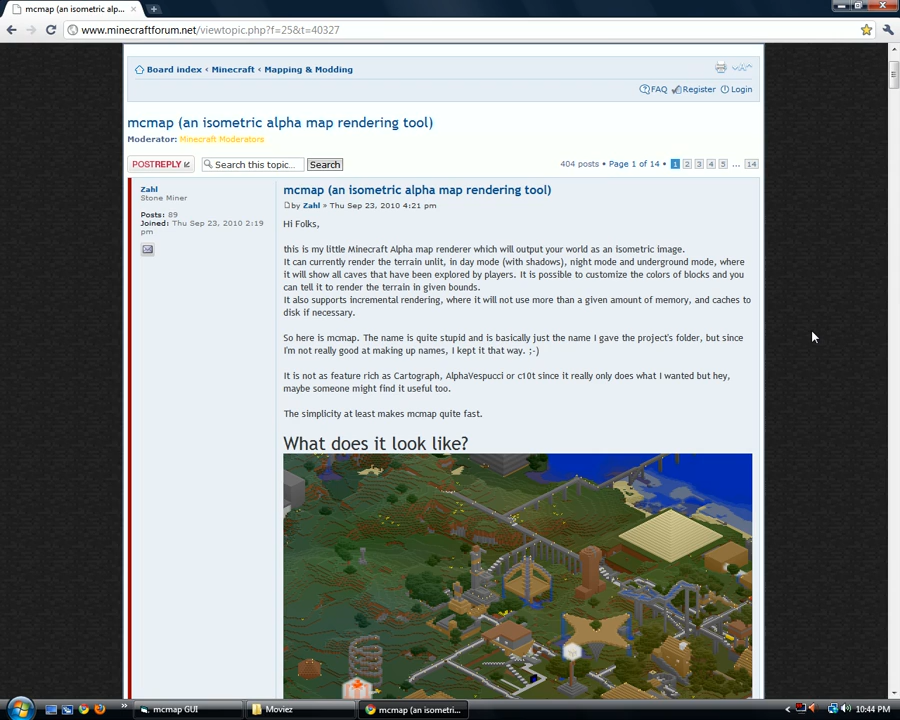 mcmap (an isometric alp...
www.minecraftforum.net/viewtopic.php?f=25&t=40327
Board index ‹ Minecraft ‹ Mapping & Modding
FAQ Register Login
mcmap (an isometric alpha map rendering tool)
Moderator: Minecraft Moderators
POSTREPLY Search this topic... Search 404 posts • Page 1 of 14 • 1 2 3 4 5 ... 14
Zahl
Stone Miner
Posts: 89
Joined: Thu Sep 23, 2010 2:19
pm
mcmap (an isometric alpha map rendering tool)
by Zahl » Thu Sep 23, 2010 4:21 pm
Hi Folks,
this is my little Minecraft Alpha map renderer which will output your world as an isometric image.
It can currently render the terrain unlit, in day mode (with shadows), night mode and underground mode, where
it will show all caves that have been explored by players. It is possible to customize the colors of blocks and you
can tell it to render the terrain in given bounds.
It also supports incremental rendering, where it will not use more than a given amount of memory, and caches to
disk if necessary.
So here is mcmap. The name is quite stupid and is basically just the name I gave the project's folder, but since
I'm not really good at making up names, I kept it that way. ;-)
It is not as feature rich as Cartograph, AlphaVespucci or c10t since it really only does what I wanted but hey,
maybe someone might find it useful too.
The simplicity at least makes mcmap quite fast.
What does it look like?
mcmap GUI Moviez mcmap (an isometri... 10:44 PM